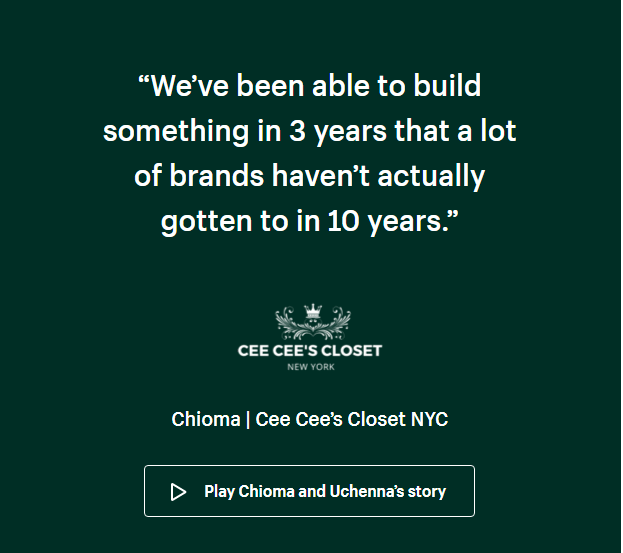 “We’ve been able to build
something in 3 years that a lot
of brands haven’t actually
gotten to in 10 years.”
CEE CEE'S CLOSET
NEW YORK
Chioma | Cee Cee’s Closet NYC
Play Chioma and Uchenna’s story